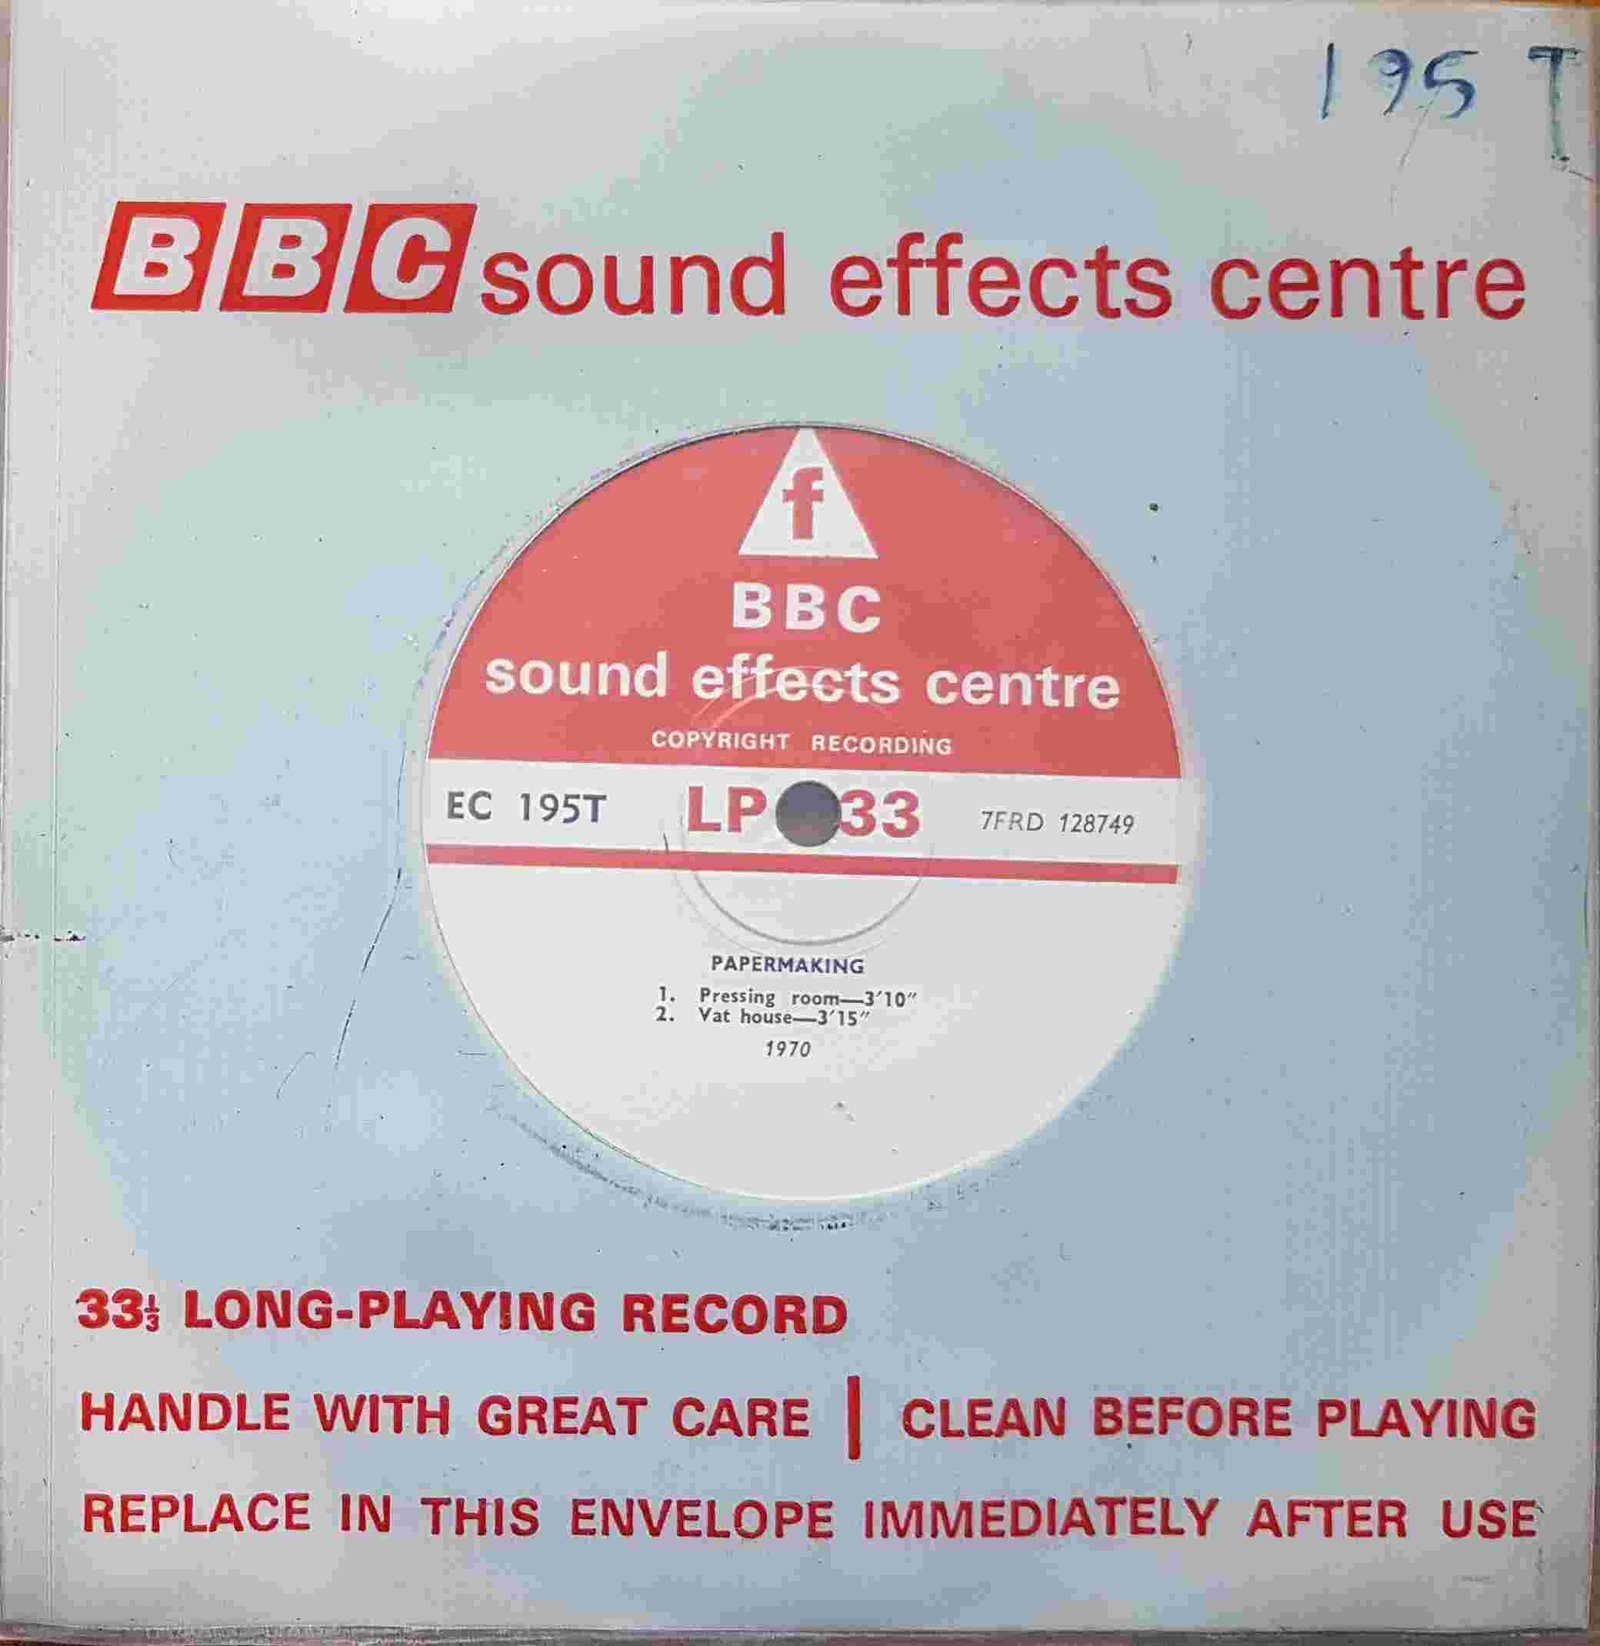 195 T
BBC sound effects centre
f
BBC
sound effects centre
COPYRIGHT RECORDING
EC 195T LP 33 7FRD 128749
PAPERMAKING
1. Pressing room—3′10″
2. Vat house—3′15″
1970
33⅓ LONG-PLAYING RECORD
HANDLE WITH GREAT CARE | CLEAN BEFORE PLAYING
REPLACE IN THIS ENVELOPE IMMEDIATELY AFTER USE